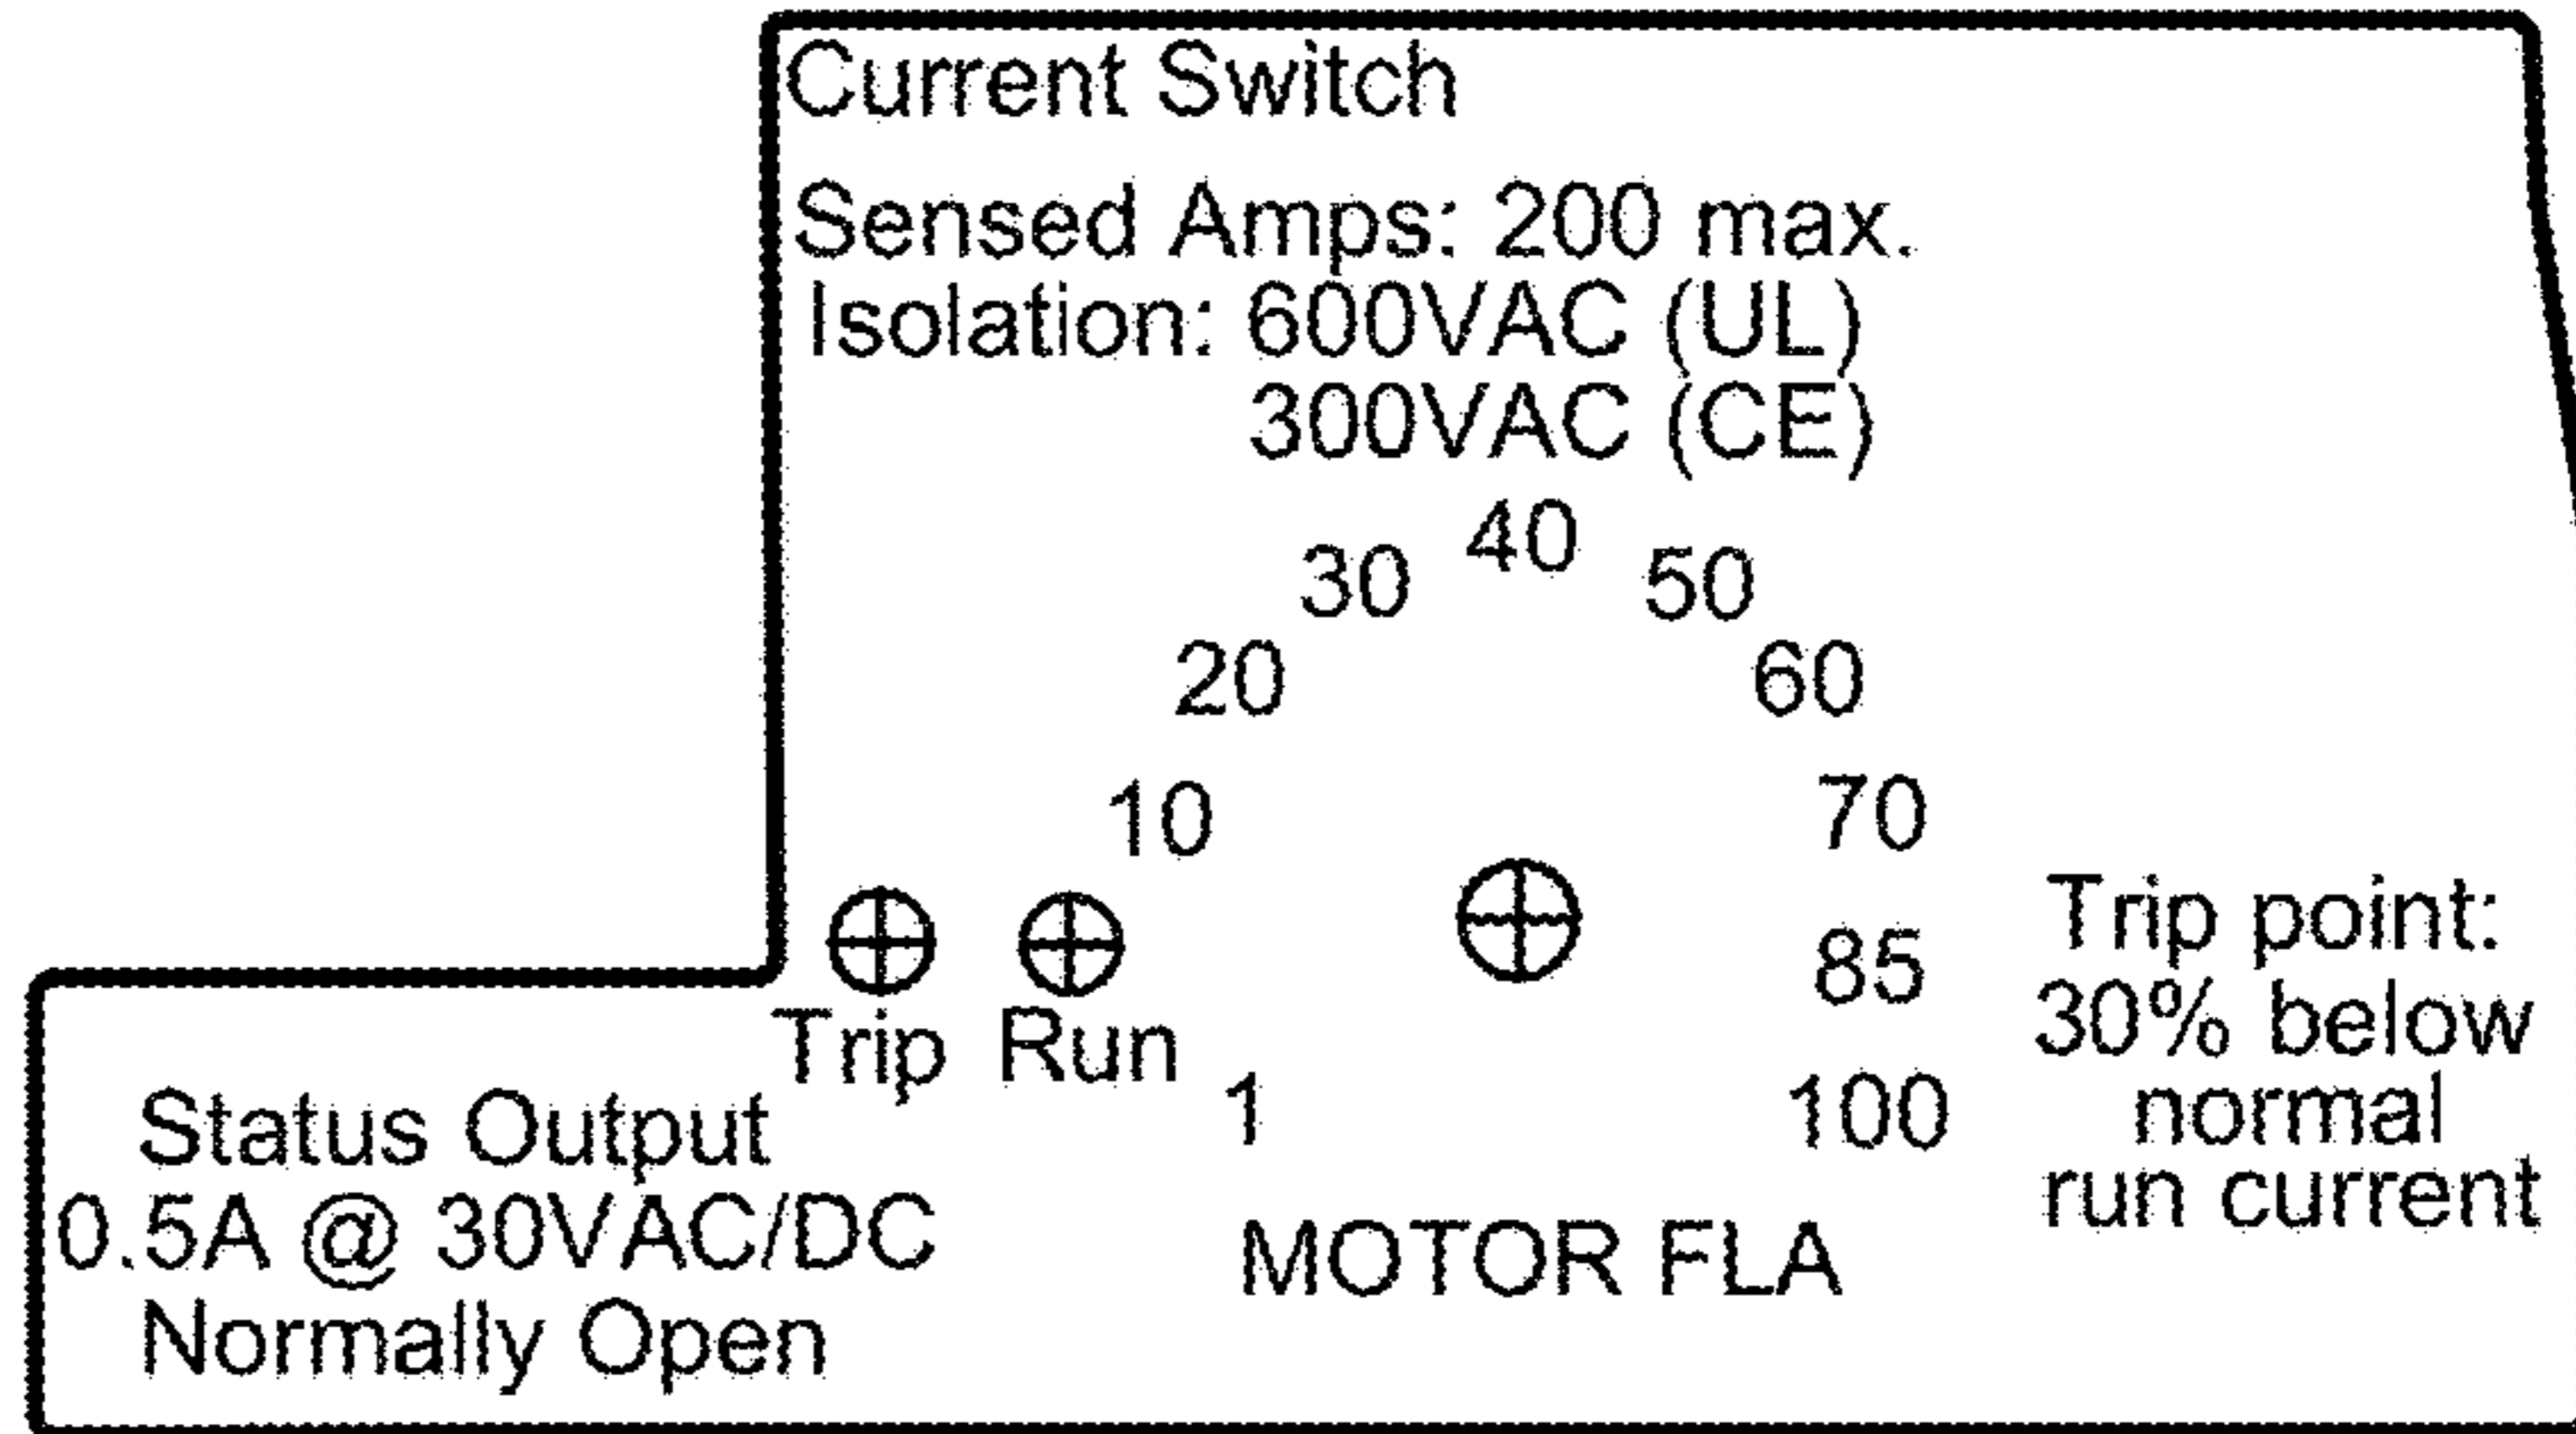 Current Switch
Sensed Amps: 200 max.
Isolation: 600VAC (UL)
300VAC (CE)
40
30
50
20
60
10
70
85
1
100
Trip Run
Trip point:
30% below
normal
run current
Status Output
0.5A @ 30VAC/DC
Normally Open
MOTOR FLA